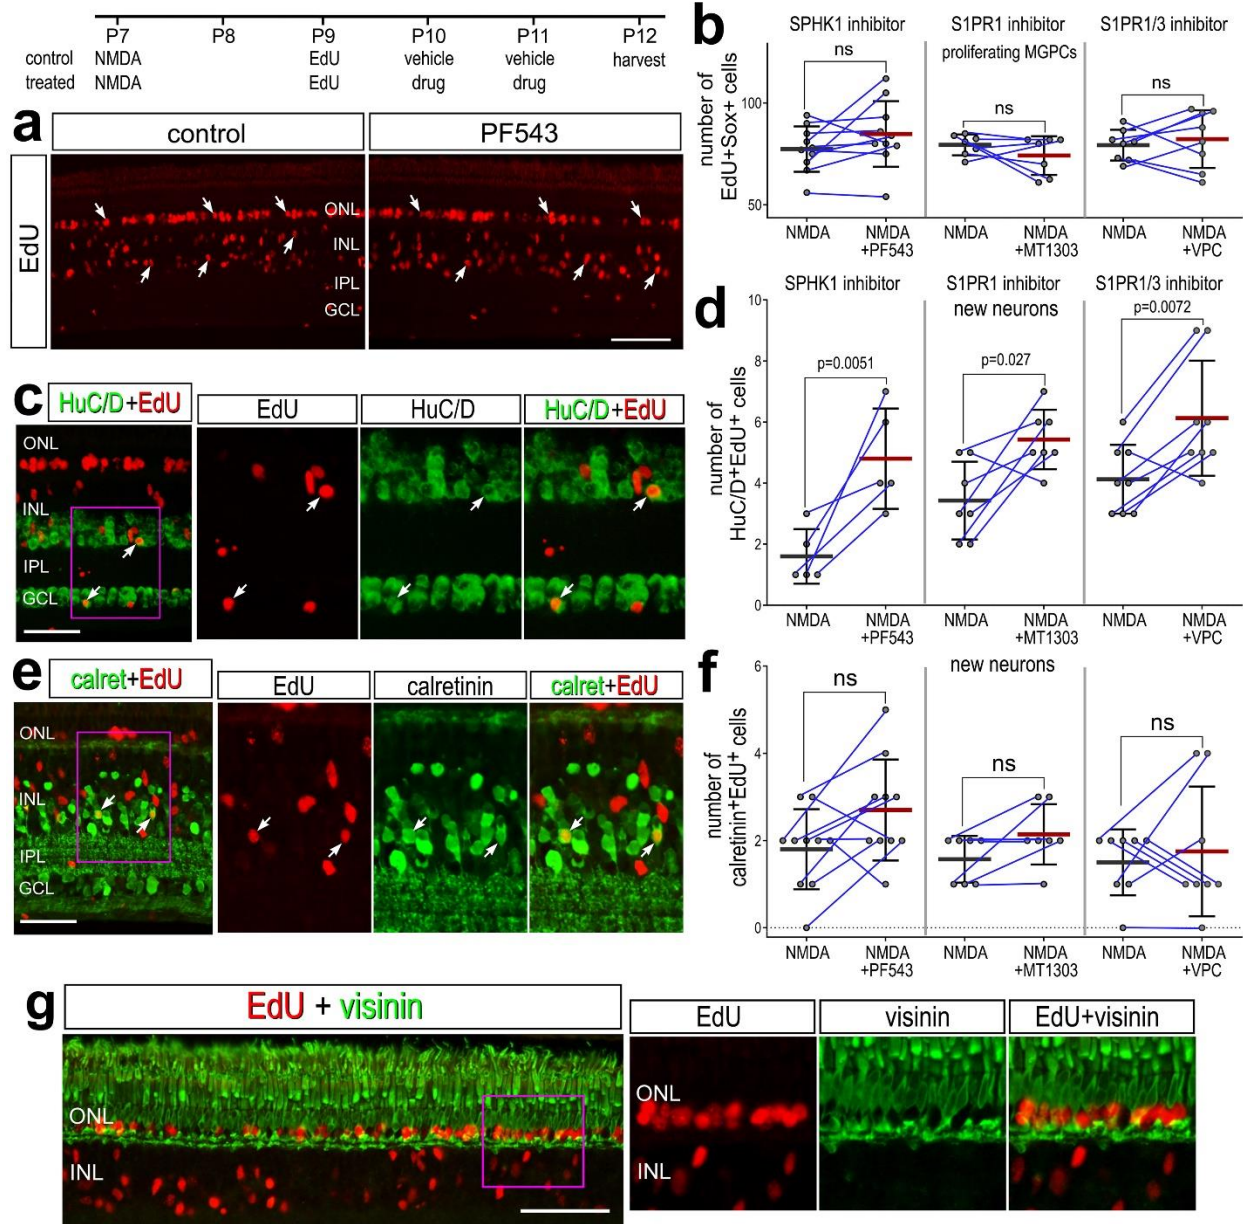 P7 P8 P9 P10 P11 P12
control NMDA EdU vehicle vehicle harvest
treated NMDA EdU drug drug
a
control PF543
EdU
ONL
INL
IPL
GCL
b
SPHK1 inhibitor S1PR1 inhibitor S1PR1/3 inhibitor
proliferating MGPCs
ns ns ns
number of
EdU+Sox+ cells
100
50
NMDA NMDA NMDA NMDA NMDA NMDA
+PF543 +MT1303 +VPC
c
HuC/D+EdU EdU HuC/D HuC/D+EdU
ONL
INL
IPL
GCL
d
SPHK1 inhibitor S1PR1 inhibitor S1PR1/3 inhibitor
new neurons
p=0.0051 p=0.027 p=0.0072
number of
HuC/D⁺EdU⁺ cells
10
8
6
4
2
0
NMDA NMDA NMDA NMDA NMDA NMDA
+PF543 +MT1303 +VPC
e
calret+EdU EdU calretinin calret+EdU
ONL
INL
IPL
GCL
f
new neurons
ns ns ns
number of
calretinin⁺EdU⁺ cells
6
4
2
0
NMDA NMDA NMDA NMDA NMDA NMDA
+PF543 +MT1303 +VPC
g
EdU + visinin EdU visinin EdU+visinin
ONL
INL
ONL
INL